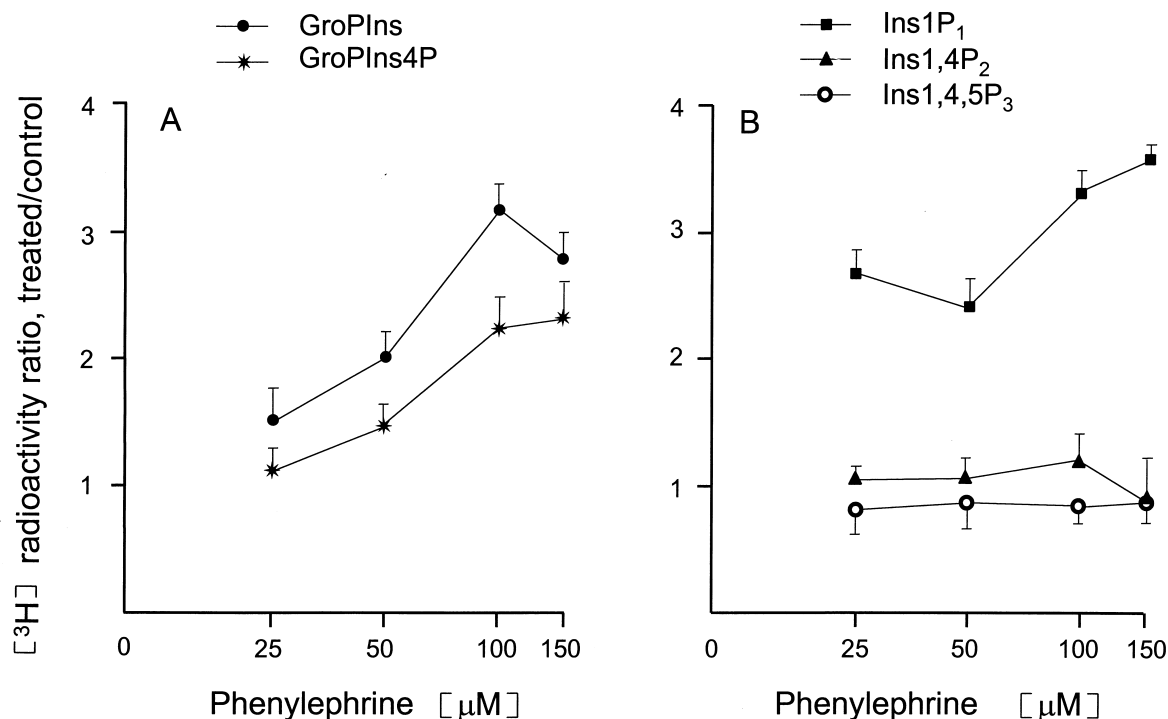 GroPIns
GroPIns4P
Ins1P₁
Ins1,4P₂
Ins1,4,5P₃
[³H] radioactivity ratio, treated/control
A
4
3
2
1
0 25 50 100 150
Phenylephrine [μM]
B
4
3
2
1
0 25 50 100 150
Phenylephrine [μM]